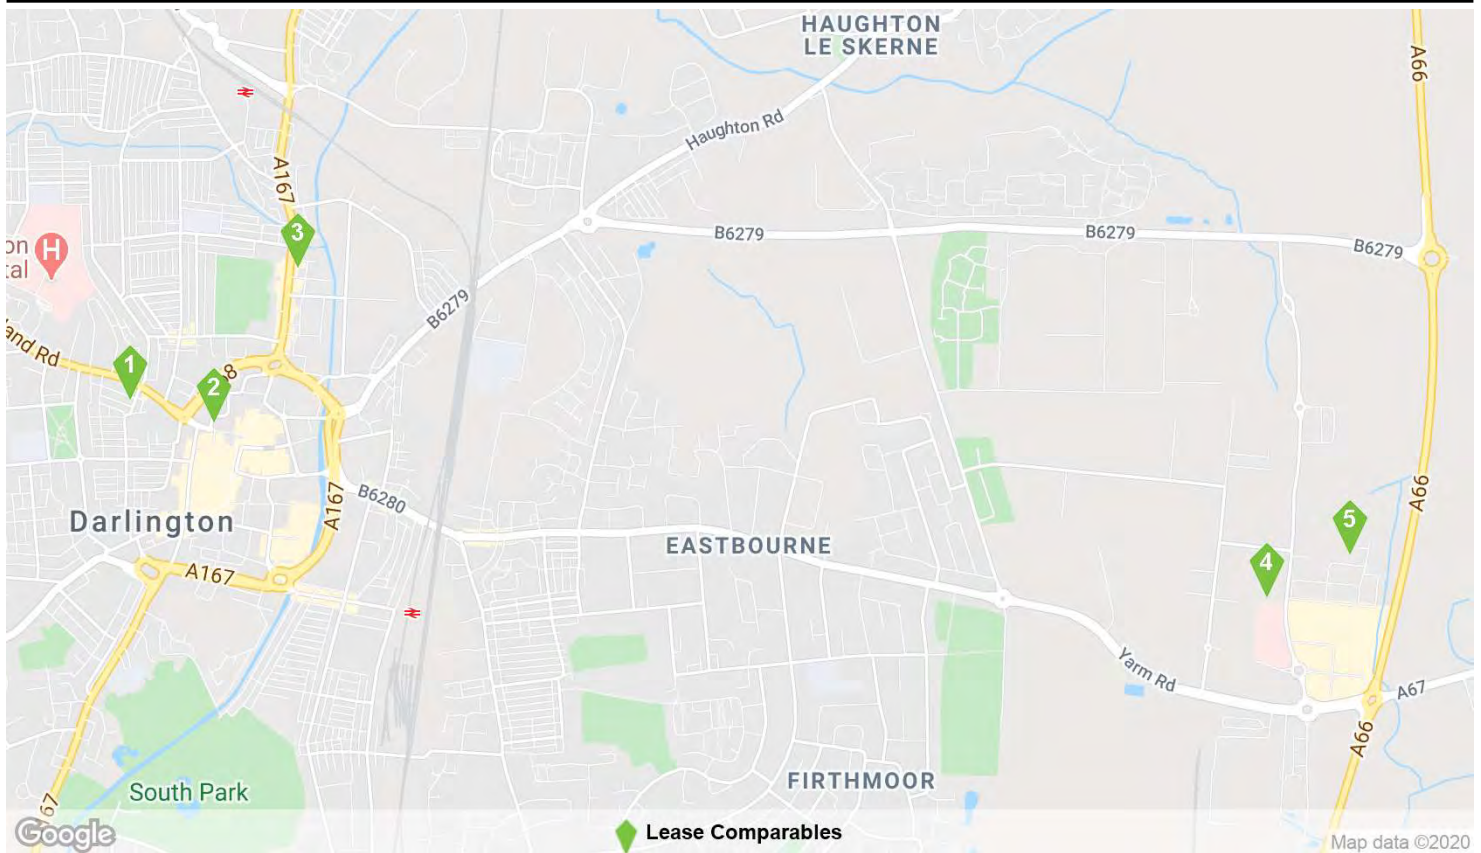 HAUGHTON
LE SKERNE
A66
Haughton Rd
A167
3
H
B6279
B6279
B6279
B6279
1
2
A66
A167
B6280
Darlington
EASTBOURNE
5
4
A167
Yarm Rd
A67
A66
FIRTHMOOR
South Park
Google
Lease Comparables
Map data ©2020